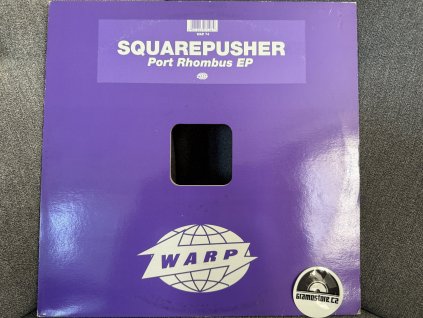 SQUAREPUSHER
Port Rhombus EP
WARP
Gramostore.cz